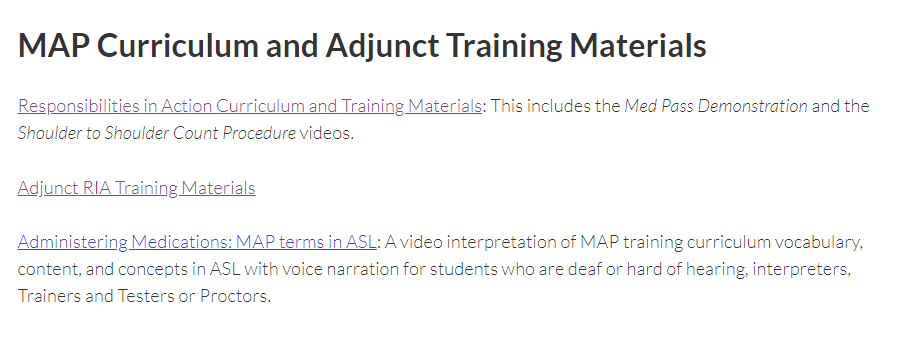 MAP Curriculum and Adjunct Training Materials
Responsibilities in Action Curriculum and Training Materials: This includes the Med Pass Demonstration and the
Shoulder to Shoulder Count Procedure videos.
Adjunct RIA Training Materials
Administering Medications: MAP terms in ASL: A video interpretation of MAP training curriculum vocabulary,
content, and concepts in ASL with voice narration for students who are deaf or hard of hearing, interpreters,
Trainers and Testers or Proctors.